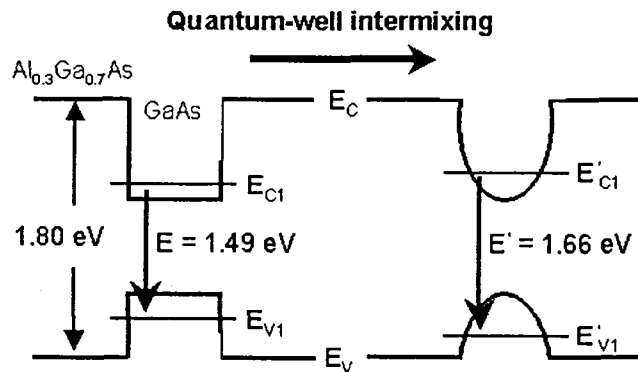 Quantum-well intermixing
Al0.3Ga0.7As
GaAs
EC
EC1
E'C1
1.80 eV
E = 1.49 eV
E' = 1.66 eV
EV1
E'V1
EV